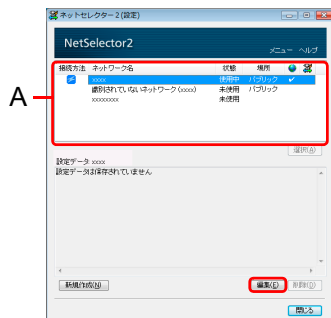 ネットセレクター2(設定)
NetSelector2
メニュー ヘルプ
接続方法 ネットワーク名 状態 場所
xxxx 使用中 パブリック
A
識別されていないネットワーク(xxxx) 未使用 パブリック
xxxxxxxx 未使用
選択(A)
設定データ:xxxx
設定データは保存されていません
新規作成(N) 編集(E) 削除(D)
閉じる